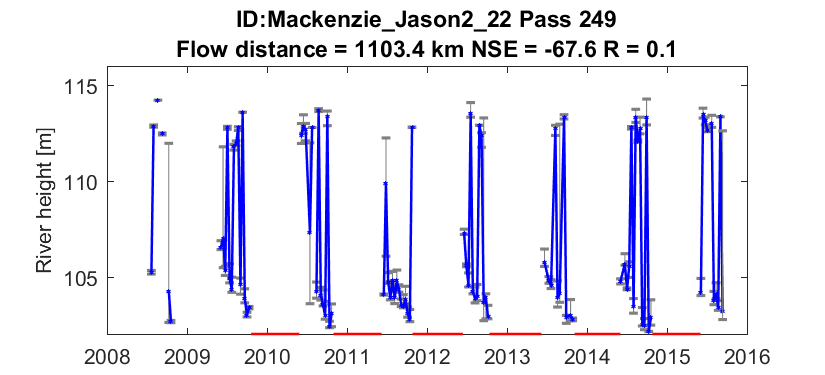 ID:Mackenzie_Jason2_22 Pass 249
Flow distance = 1103.4 km NSE = -67.6 R = 0.1
115
110
105
River height [m]
2008 2009 2010 2011 2012 2013 2014 2015 2016